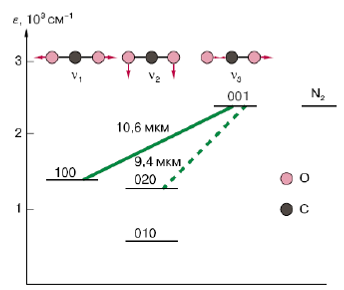 ε, 10³ см⁻¹
3
ν₁
ν₂
ν₃
001
N₂
2
10,6 мкм
9,4 мкм
100
020
O
1
C
010